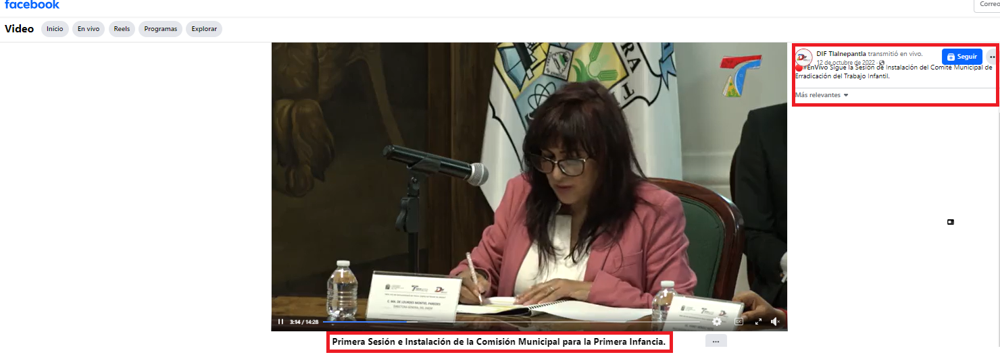 facebook
Correo
Video
Inicio
En vivo
Reels
Programas
Explorar
DIF Tlalnepantla transmitió en vivo.
12 de octubre de 2022 ·
Seguir
🔴#EnVivo Sigue la Sesión de Instalación del Comité Municipal de
Erradicación del Trabajo Infantil.
Más relevantes
C. MA. DE LOURDES MONTIEL PAREDES
DIRECTORA GENERAL DEL SMDIF
3:14 / 14:28
Primera Sesión e Instalación de la Comisión Municipal para la Primera Infancia.